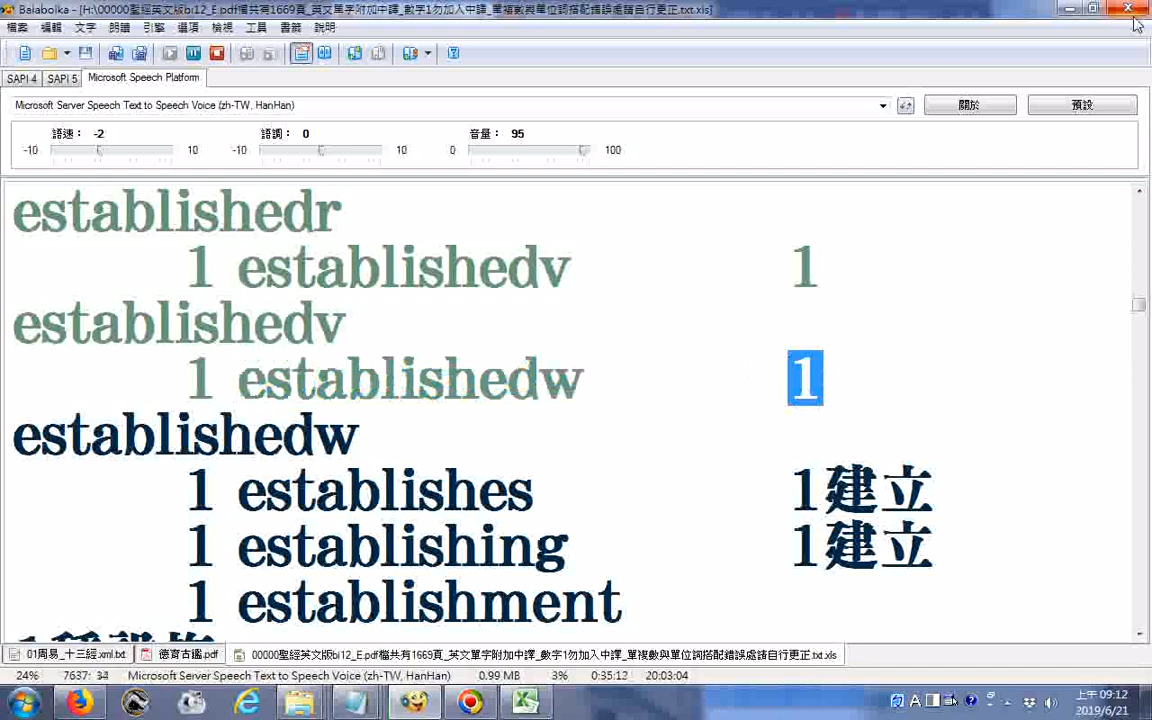 Balabolka - [H:\00000聖經英文版bi12_E.pdf檔共有1669頁_英文單字附加中譯_數字1勿加入中譯_單複數與單位詞搭配錯誤處請自行更正.txt.xls]
檔案 編輯 文字 朗讀 引擎 選項 檢視 工具 書籤 說明
SAPI 4 SAPI 5 Microsoft Speech Platform
Microsoft Server Speech Text to Speech Voice (zh-TW, HanHan) 關於 預設
語速： -2 語調： 0 音量： 95
-10 10 -10 10 0 100
establishedr
1 establishedv 1
establishedv
1 establishedw 1
establishedw
1 establishes 1建立
1 establishing 1建立
1 establishment
01周易_十三經.xml.txt 德育古鑑.pdf 00000聖經英文版bi12_E.pdf檔共有1669頁_英文單字附加中譯_數字1勿加入中譯_單複數與單位詞搭配錯誤處請自行更正.txt.xls
24% 7637: 34 Microsoft Server Speech Text to Speech Voice (zh-TW, HanHan) 0.99 MB 3% 0:35:12 20:03:04
上午 09:12
2019/6/21